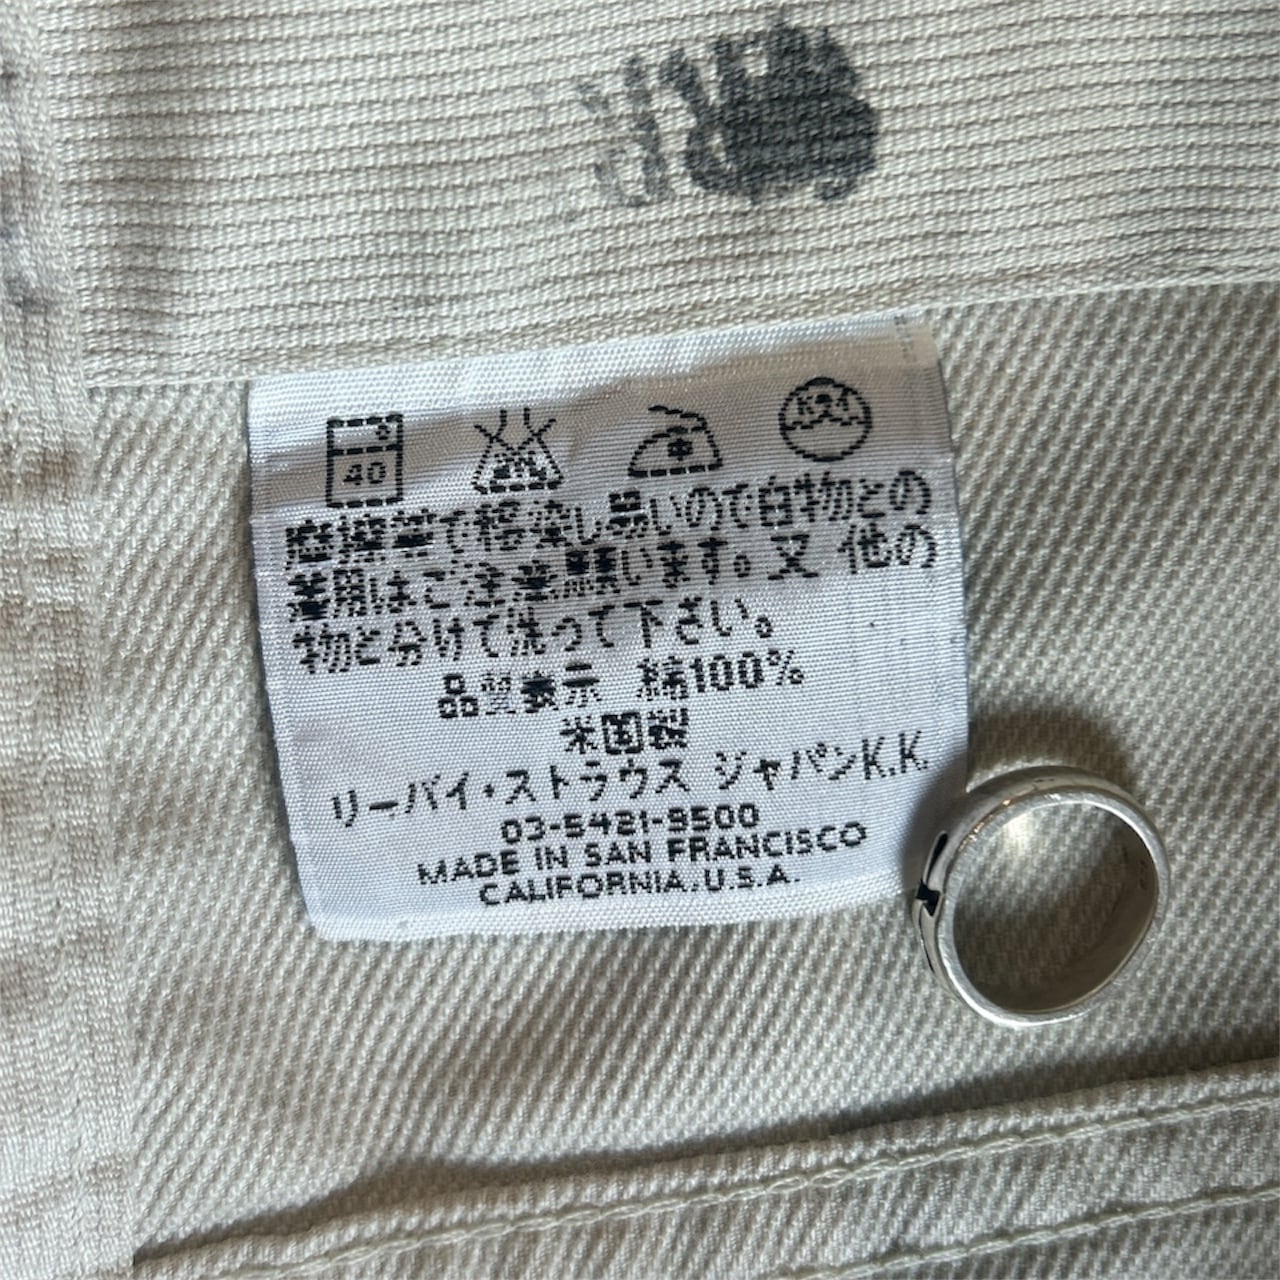 40
摩擦等で移染し易いので白物との
着用はご注意願います。又 他の
物と分けて洗って下さい。
品質表示 綿100%
米国製
リーバイ・ストラウス ジャパンK.K.
03-5421-9500
MADE IN SAN FRANCISCO
CALIFORNIA.U.S.A.